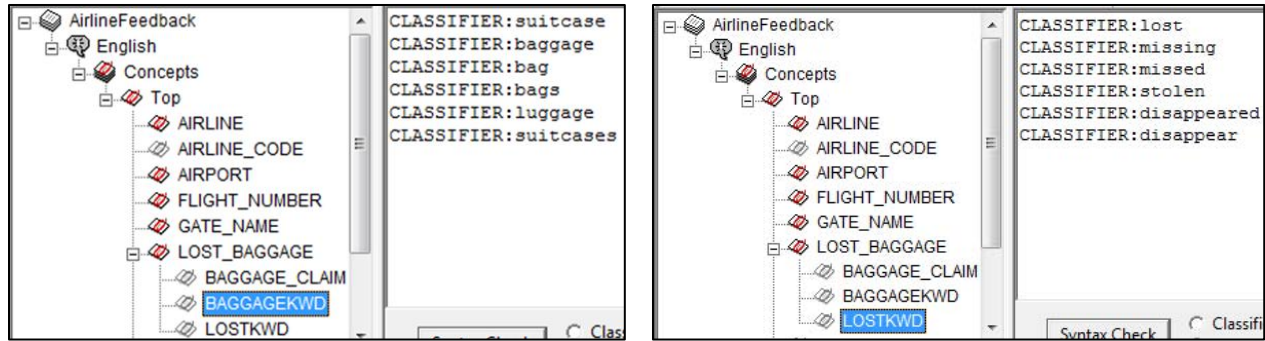 AirlineFeedback
English
Concepts
Top
AIRLINE
AIRLINE_CODE
AIRPORT
FLIGHT_NUMBER
GATE_NAME
LOST_BAGGAGE
BAGGAGE_CLAIM
BAGGAGEKWD
LOSTKWD
CLASSIFIER:suitcase
CLASSIFIER:baggage
CLASSIFIER:bag
CLASSIFIER:bags
CLASSIFIER:luggage
CLASSIFIER:suitcases
AirlineFeedback
English
Concepts
Top
AIRLINE
AIRLINE_CODE
AIRPORT
FLIGHT_NUMBER
GATE_NAME
LOST_BAGGAGE
BAGGAGE_CLAIM
BAGGAGEKWD
LOSTKWD
CLASSIFIER:lost
CLASSIFIER:missing
CLASSIFIER:missed
CLASSIFIER:stolen
CLASSIFIER:disappeared
CLASSIFIER:disappear
Syntax Check